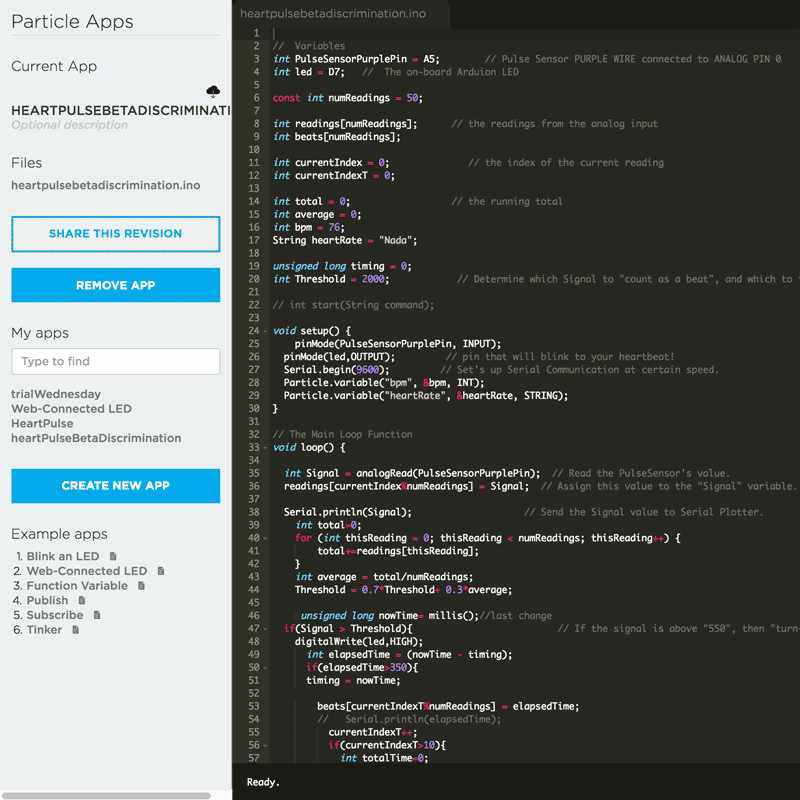 Particle Apps
Current App
HEARTPULSEBETADISCRIMINATI
Optional description
Files
heartpulsebetadiscrimination.ino
SHARE THIS REVISION
REMOVE APP
My apps
Type to find
trialWednesday
Web-Connected LED
HeartPulse
heartPulseBetaDiscrimination
CREATE NEW APP
Example apps
1. Blink an LED
2. Web-Connected LED
3. Function Variable
4. Publish
5. Subscribe
6. Tinker
heartpulsebetadiscrimination.ino
1
2 // Variables
3 int PulseSensorPurplePin = A5; // Pulse Sensor PURPLE WIRE connected to ANALOG PIN 0
4 int led = D7; // The on-board Arduion LED
5
6 const int numReadings = 50;
7
8 int readings[numReadings]; // the readings from the analog input
9 int beats[numReadings];
10
11 int currentIndex = 0; // the index of the current reading
12 int currentIndexT = 0;
13
14 int total = 0; // the running total
15 int average = 0;
16 int bpm = 76;
17 String heartRate = "Nada";
18
19 unsigned long timing = 0;
20 int Threshold = 2000; // Determine which Signal to "count as a beat", and which to
21
22 // int start(String command);
23
24 void setup() {
25 pinMode(PulseSensorPurplePin, INPUT);
26 pinMode(led,OUTPUT); // pin that will blink to your heartbeat!
27 Serial.begin(9600); // Set's up Serial Communication at certain speed.
28 Particle.variable("bpm", &bpm, INT);
29 Particle.variable("heartRate", &heartRate, STRING);
30 }
31
32 // The Main Loop Function
33 void loop() {
34
35 int Signal = analogRead(PulseSensorPurplePin); // Read the PulseSensor's value.
36 readings[currentIndex%numReadings] = Signal; // Assign this value to the "Signal" variable.
37
38 Serial.println(Signal); // Send the Signal value to Serial Plotter.
39 int total=0;
40 for (int thisReading = 0; thisReading < numReadings; thisReading++) {
41 total+=readings[thisReading];
42 }
43 int average = total/numReadings;
44 Threshold = 0.7*Threshold+ 0.3*average;
45
46 unsigned long nowTime= millis();//last change
47 if(Signal > Threshold){ // If the signal is above "550", then "turn-
48 digitalWrite(led,HIGH);
49 int elapsedTime = (nowTime - timing);
50 if(elapsedTime>350){
51 timing = nowTime;
52
53 beats[currentIndexT%numReadings] = elapsedTime;
54 // Serial.println(elapsedTime);
55 currentIndexT++;
56 if(currentIndexT>10){
57 int totalTime=0;
Ready.